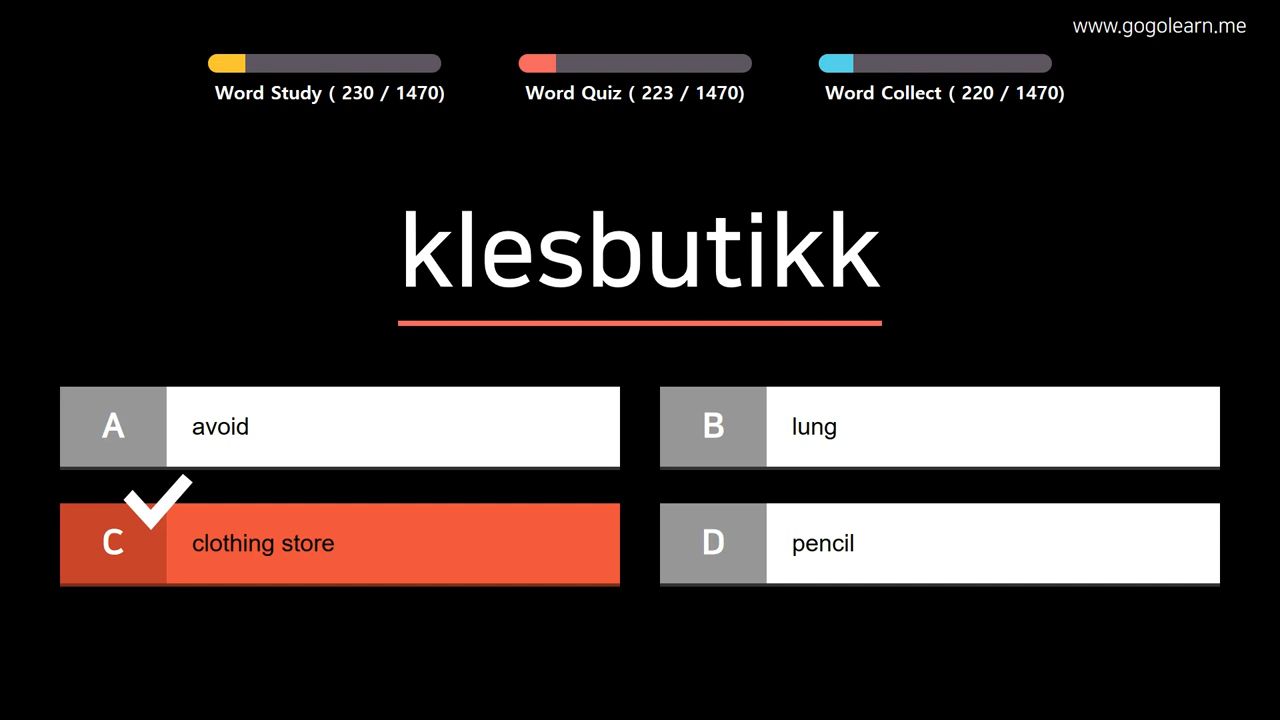 www.gogolearn.me
Word Study ( 230 / 1470)
Word Quiz ( 223 / 1470)
Word Collect ( 220 / 1470)
klesbutikk
A avoid
B lung
C clothing store
D pencil